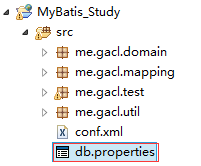 MyBatis_Study
src
me.gacl.domain
me.gacl.mapping
me.gacl.test
me.gacl.util
conf.xml
db.properties